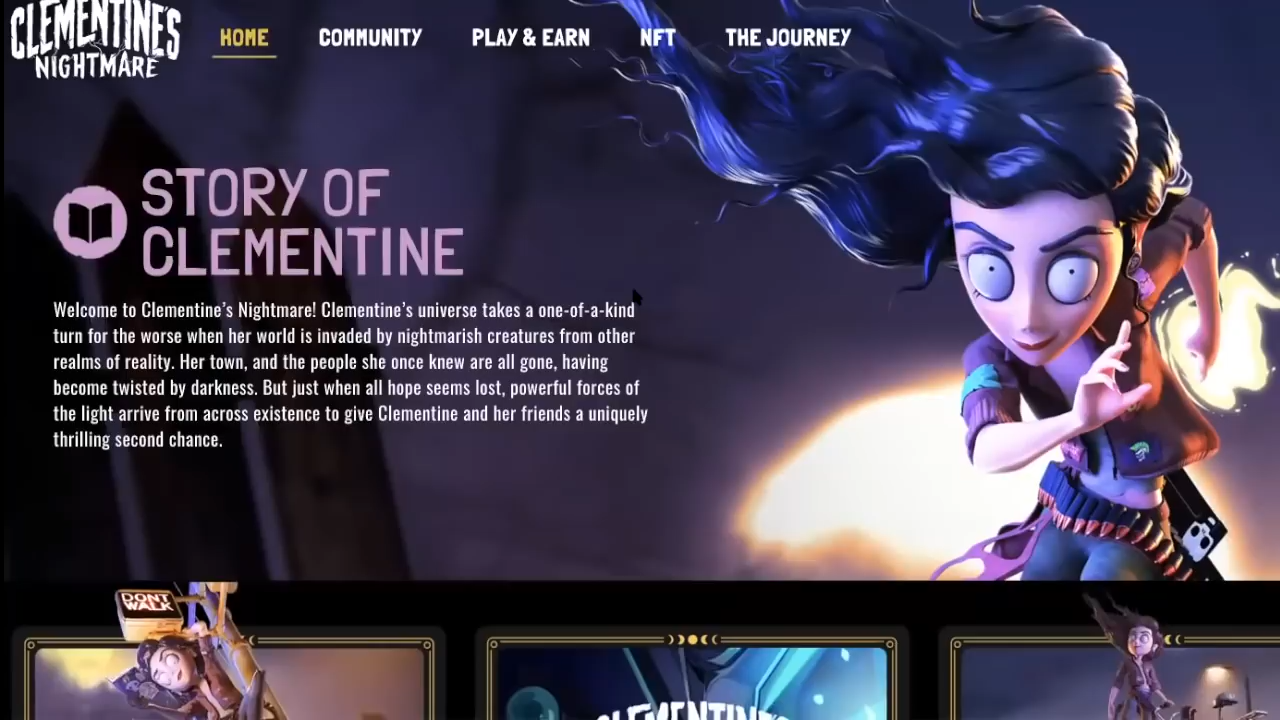 CLEMENTINE'S
NIGHTMARE
HOME
COMMUNITY
PLAY & EARN
NFT
THE JOURNEY
STORY OF
CLEMENTINE
Welcome to Clementine's Nightmare! Clementine's universe takes a one-of-a-kind
turn for the worse when her world is invaded by nightmarish creatures from other
realms of reality. Her town, and the people she once knew are all gone, having
become twisted by darkness. But just when all hope seems lost, powerful forces of
the light arrive from across existence to give Clementine and her friends a uniquely
thrilling second chance.
DONT
WALK
CLEMENTINE'S